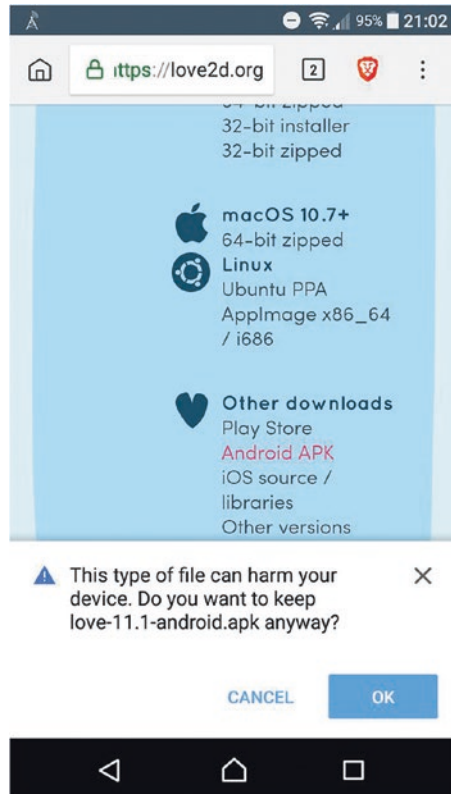 95% 21:02
ttps://love2d.org 2
64-bit zipped
32-bit installer
32-bit zipped
macOS 10.7+
64-bit zipped
Linux
Ubuntu PPA
AppImage x86_64
/ i686
Other downloads
Play Store
Android APK
iOS source /
libraries
Other versions
This type of file can harm your
device. Do you want to keep
love-11.1-android.apk anyway?
CANCEL OK